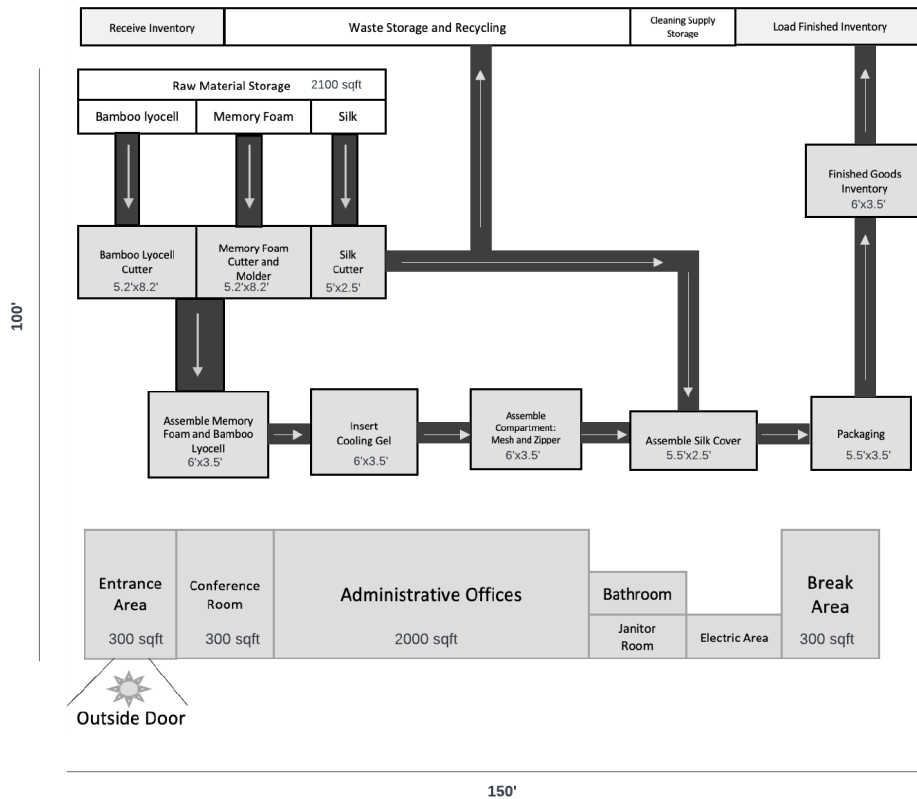 Receive Inventory
Waste Storage and Recycling
Cleaning Supply
Storage
Load Finished Inventory
Raw Material Storage 2100 sqft
Bamboo lyocell
Memory Foam
Silk
Finished Goods
Inventory
6'x3.5'
Bamboo Lyocell
Cutter
5.2'x8.2'
Memory Foam
Cutter and
Molder
5.2'x8.2'
Silk
Cutter
5'x2.5'
100'
Assemble Memory
Foam and Bamboo
Lyocell
6'x3.5'
Insert
Cooling Gel
6'x3.5'
Assemble
Compartment:
Mesh and Zipper
6'x3.5'
Assemble Silk Cover
5.5'x2.5'
Packaging
5.5'x3.5'
Entrance
Area
300 sqft
Conference
Room
300 sqft
Administrative Offices
2000 sqft
Bathroom
Janitor
Room
Electric Area
Break
Area
300 sqft
Outside Door
150'